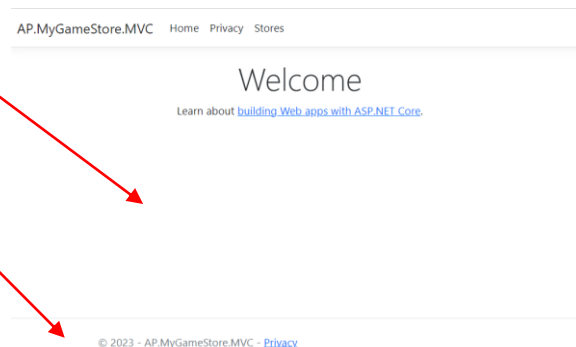 AP.MyGameStore.MVC Home Privacy Stores
Welcome
Learn about building Web apps with ASP.NET Core.
© 2023 - AP.MyGameStore.MVC - Privacy